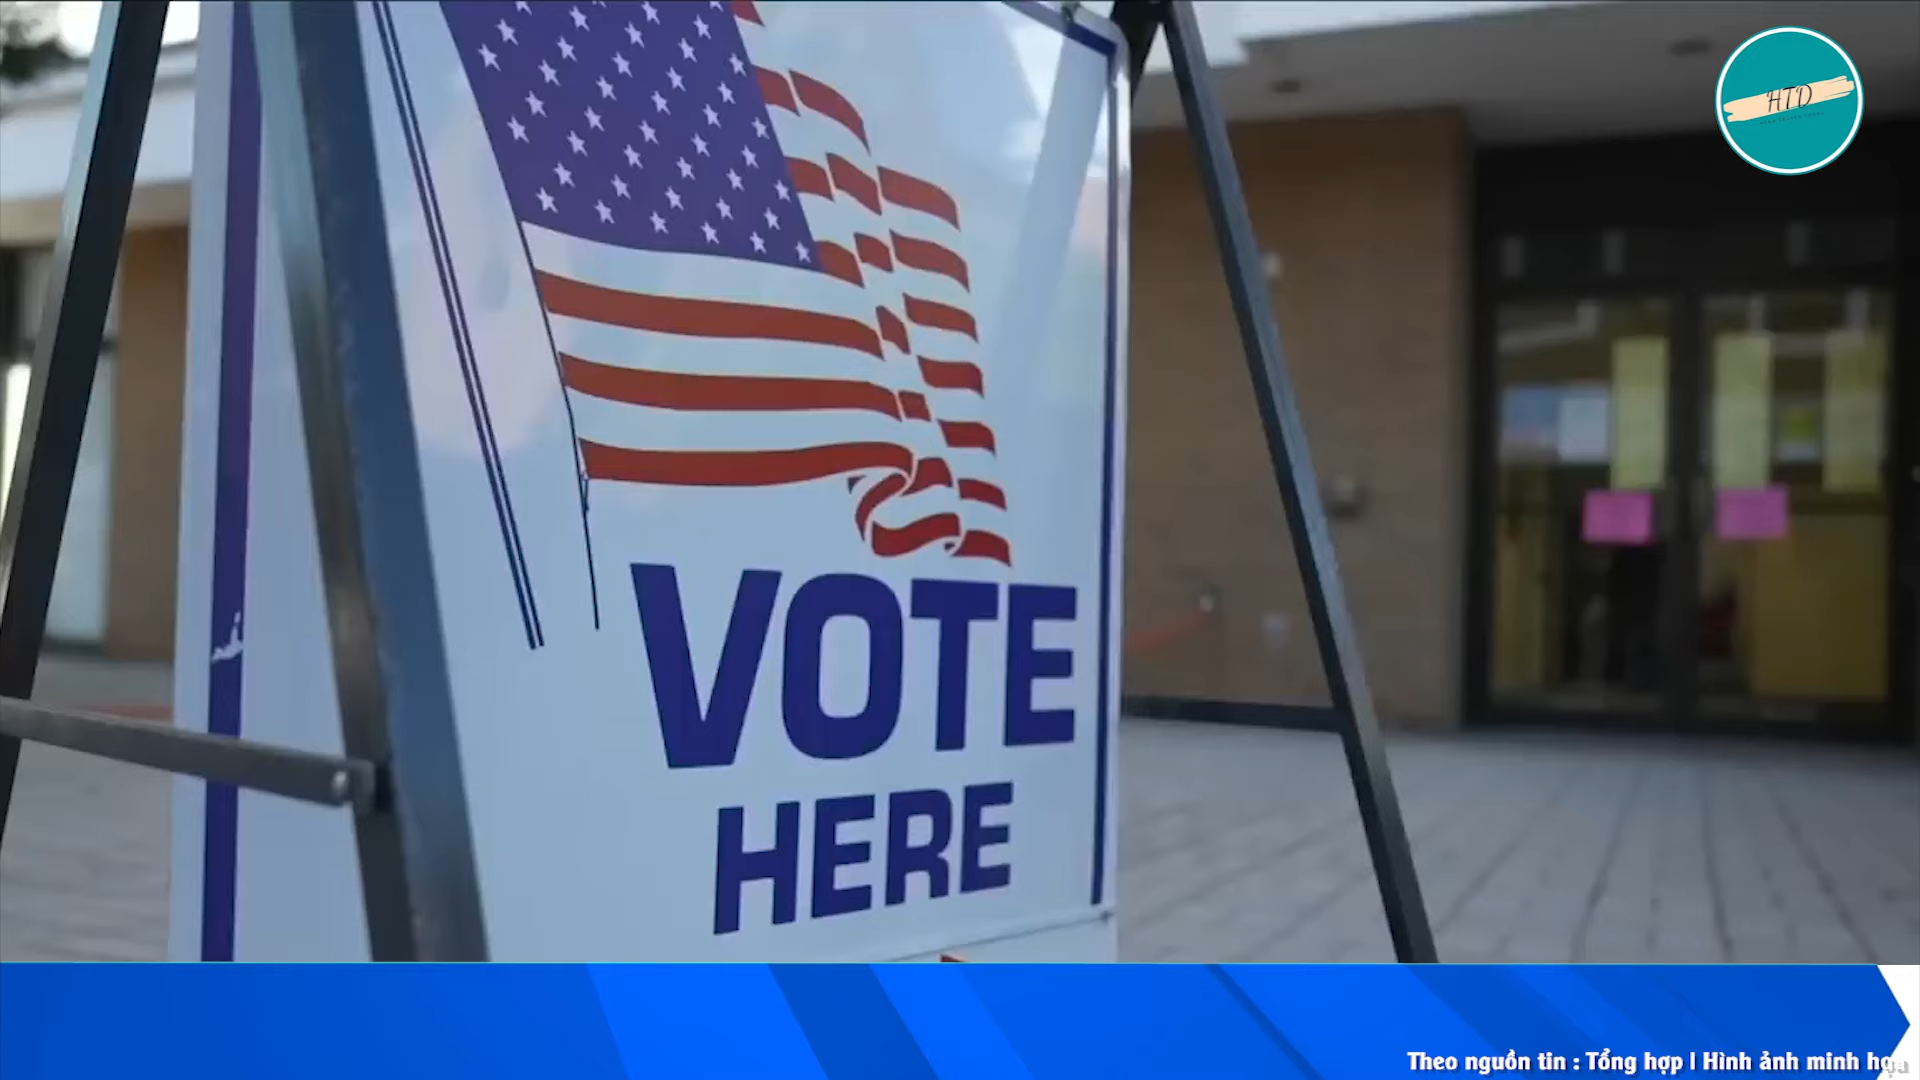 HTD
VOTE
HERE
Theo nguồn tin : Tổng hợp I Hình ảnh minh họa